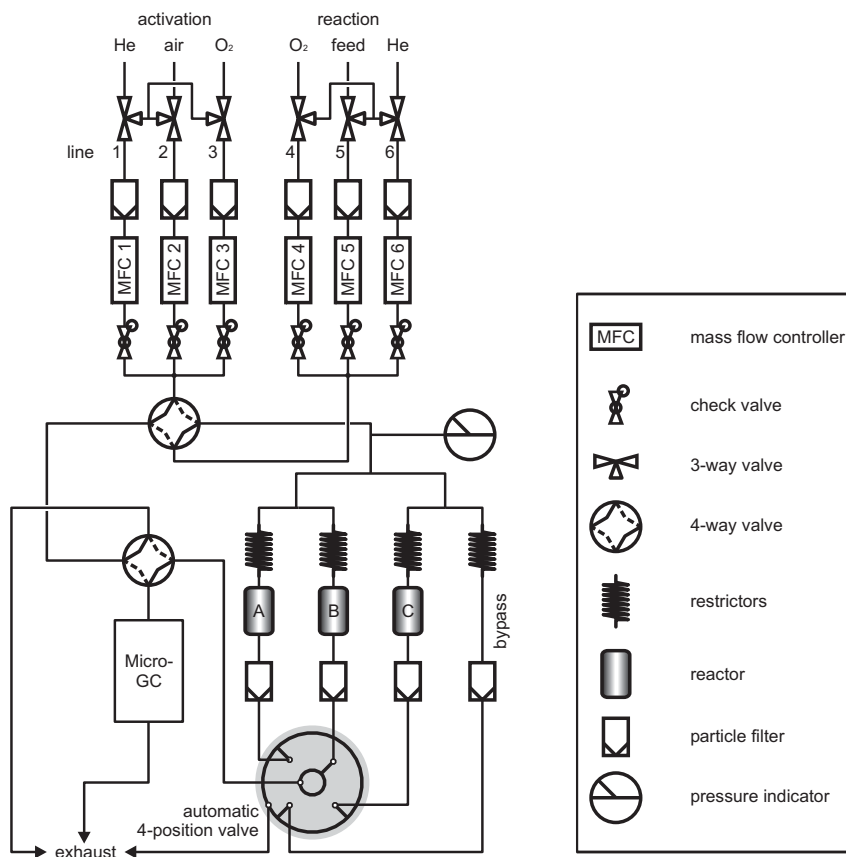 activation
reaction
He air O₂
O₂ feed He
line 1 2 3 4 5 6
MFC 1
MFC 2
MFC 3
MFC 4
MFC 5
MFC 6
A
B
C
bypass
Micro-
GC
automatic
4-position valve
exhaust
MFC mass flow controller
check valve
3-way valve
4-way valve
restrictors
reactor
particle filter
pressure indicator